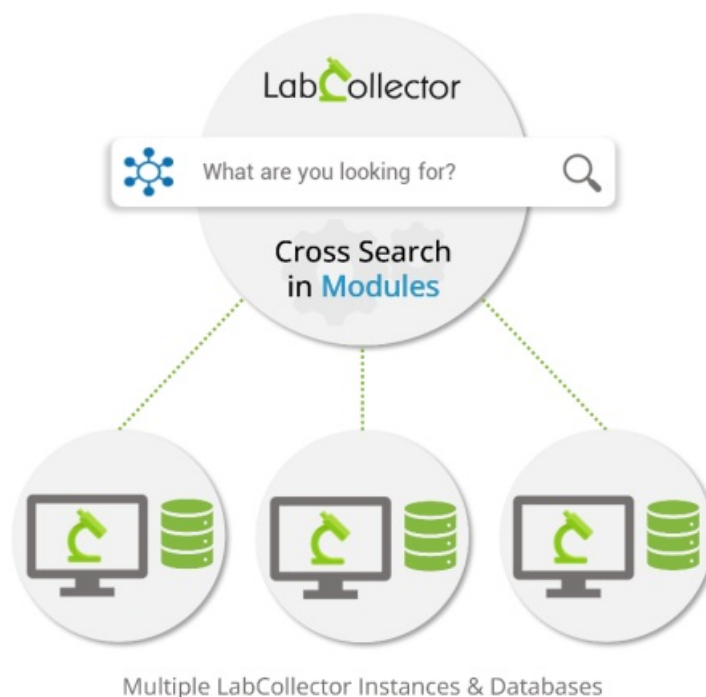 LabCollector
What are you looking for?
Cross Search
in Modules
Multiple LabCollector Instances & Databases